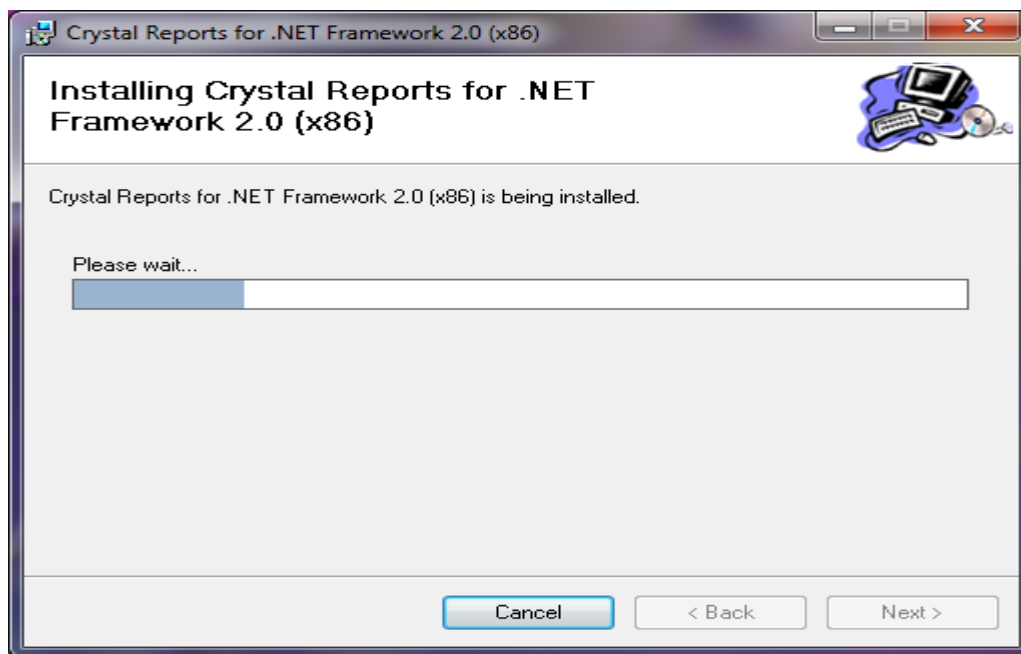 Crystal Reports for .NET Framework 2.0 (x86)
Installing Crystal Reports for .NET
Framework 2.0 (x86)
Crystal Reports for .NET Framework 2.0 (x86) is being installed.
Please wait...
Cancel
< Back
Next >